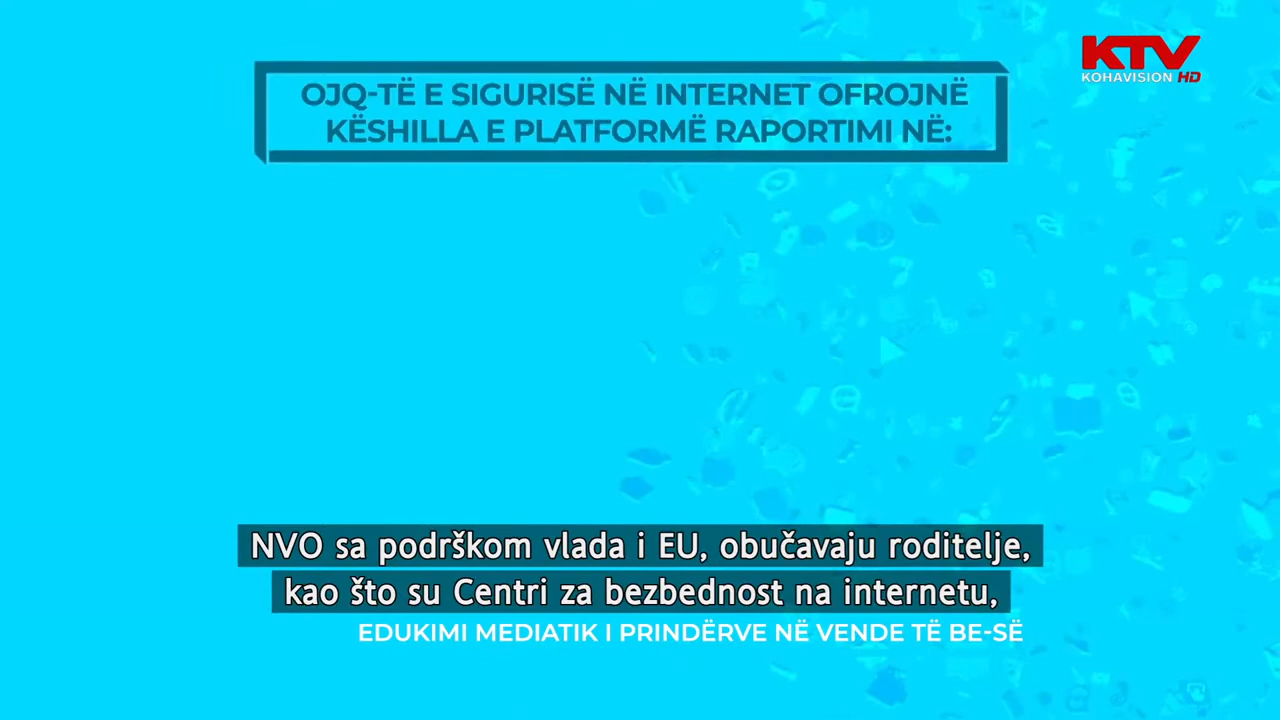 KTV
KOHAVISION HD
OJQ-TË E SIGURISË NË INTERNET OFROJNË
KËSHILLA E PLATFORMË RAPORTIMI NË:
NVO sa podrškom vlada i EU, obučavaju roditelje,
kao što su Centri za bezbednost na internetu,
EDUKIMI MEDIATIK I PRINDËRVE NË VENDE TË BE-SË